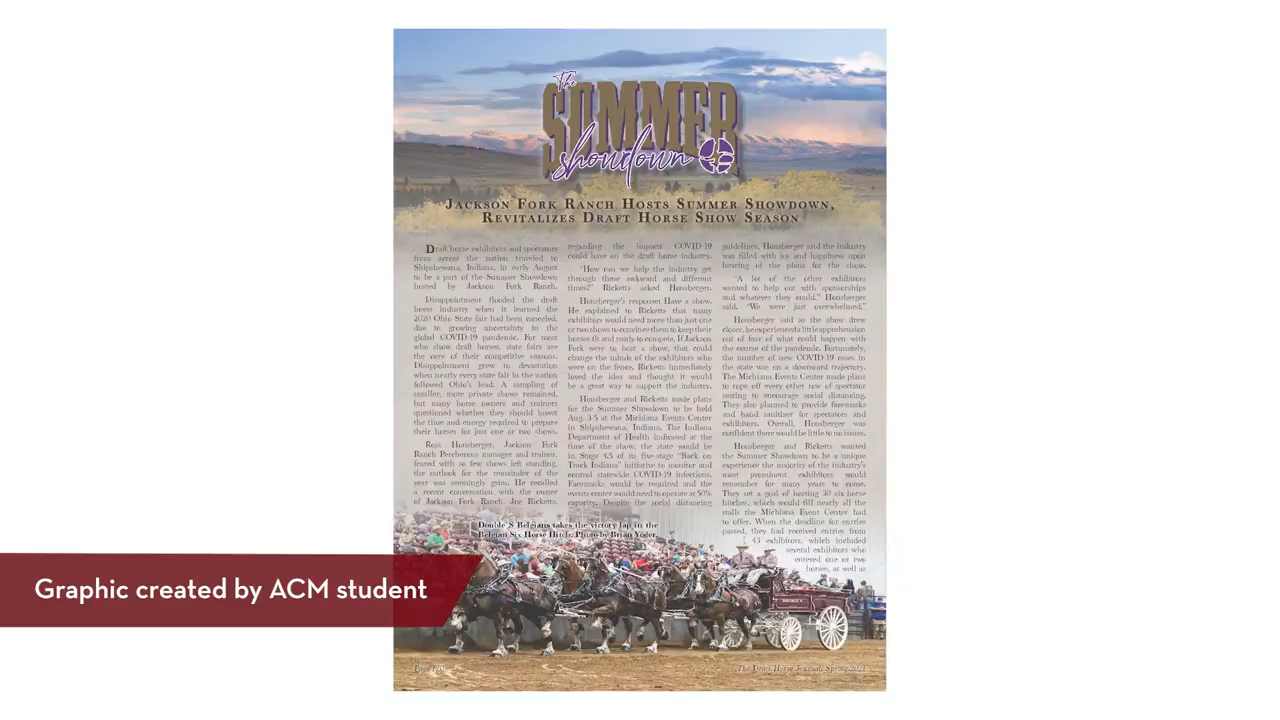 The
SUMMER
showdown
JACKSON FORK RANCH HOSTS SUMMER SHOWDOWN,
REVITALIZES DRAFT HORSE SHOW SEASON
Draft horse exhibitors and spectators
from across the nation traveled to
Shipshewana, Indiana, in early August
to be a part of the Summer Showdown
hosted by Jackson Fork Ranch.
Disappointment flooded the draft
horse industry when it learned the
2020 Ohio State fair had been canceled,
due to growing uncertainty in the
global COVID-19 pandemic. For most
who show draft horses, state fairs are
the core of their competitive seasons.
Disappointment grew to devastation
when nearly every state fair in the nation
followed Ohio's lead. A sampling of
smaller, more private shows remained,
but many horse owners and trainers
questioned whether they should invest
the time and energy required to prepare
their horses for just one or two shows.
Ross Honsberger, Jackson Fork
Ranch Percherons manager and trainer,
feared with so few shows left standing,
the outlook for the remainder of the
year was seemingly grim. He recalled
a recent conversation with the owner
of Jackson Fork Ranch, Joe Ricketts,
regarding the impacts COVID-19
could have on the draft horse industry.
"How can we help the industry get
through these awkward and different
times?" Ricketts asked Honsberger.
Honsberger's response: Have a show.
He explained to Ricketts that many
exhibitors would need more than just one
or two shows to convince them to keep their
horses fit and ready to compete. If Jackson
Fork were to host a show, that could
change the minds of the exhibitors who
were on the fence. Ricketts immediately
loved the idea and thought it would
be a great way to support the industry.
Honsberger and Ricketts made plans
for the Summer Showdown to be held
Aug. 3-5 at the Michiana Events Center
in Shipshewana, Indiana. The Indiana
Department of Health indicated at the
time of the show, the state would be
in Stage 4.5 of its five-stage "Back on
Track Indiana" initiative to monitor and
control statewide COVID-19 infections.
Facemasks would be required and the
events center would need to operate at 50%
capacity. Despite the social distancing
guidelines, Honsberger said the industry
was filled with joy and happiness upon
hearing of the plans for the show.
"A lot of the other exhibitors
wanted to help out with sponsorships
and whatever they could," Honsberger
said. "We were just overwhelmed."
Honsberger said as the show drew
closer, he experienced a little apprehension
out of fear of what could happen with
the course of the pandemic. Fortunately,
the number of new COVID-19 cases in
the state was on a downward trajectory.
The Michiana Events Center made plans
to rope off every other row of spectator
seating to encourage social distancing.
They also planned to provide facemasks
and hand sanitizer for spectators and
exhibitors. Overall, Honsberger was
confident there would be little to no issues.
Honsberger and Ricketts wanted
the Summer Showdown to be a unique
experience the majority of the industry's
most prominent exhibitors would
remember for many years to come.
They set a goal of hosting 30 six-horse
hitches, which would fill nearly all the
stalls the Michiana Event Center had
to offer. When the deadline for entries
passed, they had received entries from
43 exhibitors, which included
several exhibitors who
entered one or two
horses, as well as
Double 'S' Belgians takes the victory lap in the
Belgian Six Horse Hitch. Photo by Brian Yoder.
Graphic created by ACM student
The Draft Horse Journal, Spring 2021